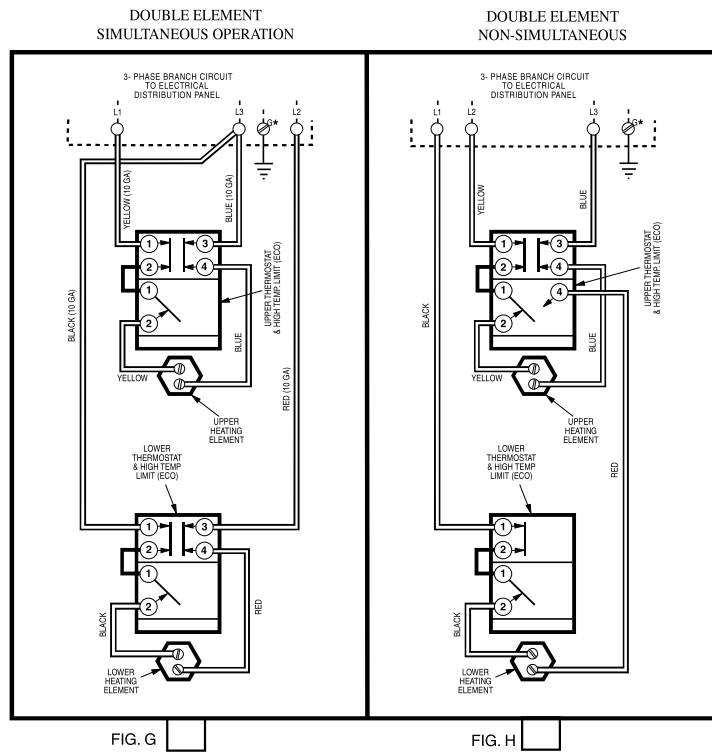 DOUBLE ELEMENT
SIMULTANEOUS OPERATION
3- PHASE BRANCH CIRCUIT
TO ELECTRICAL
DISTRIBUTION PANEL
L1
L3
G*
L2
YELLOW (10 GA)
BLUE (10 GA)
BLACK (10 GA)
1
3
2
4
1
2
UPPER THERMOSTAT
& HIGH TEMP. LIMIT (ECO)
BLUE
RED (10 GA)
YELLOW
UPPER
HEATING
ELEMENT
LOWER
THERMOSTAT
& HIGH TEMP
LIMIT (ECO)
1
3
2
4
1
2
BLACK
RED
LOWER
HEATING
ELEMENT
FIG. G
DOUBLE ELEMENT
NON-SIMULTANEOUS
3- PHASE BRANCH CIRCUIT
TO ELECTRICAL
DISTRIBUTION PANEL
L1
L2
L3
G*
YELLOW
BLUE
BLACK
1
3
2
4
1
4
2
UPPER THERMOSTAT
& HIGH TEMP. LIMIT (ECO)
BLUE
YELLOW
UPPER
HEATING
ELEMENT
RED
LOWER
THERMOSTAT
& HIGH TEMP
LIMIT (ECO)
1
2
1
2
BLACK
LOWER
HEATING
ELEMENT
FIG. H